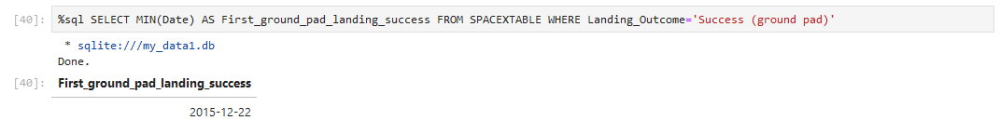 [40]: %sql SELECT MIN(Date) AS First_ground_pad_landing_success FROM SPACEXTABLE WHERE Landing_Outcome='Success (ground pad)'
* sqlite:///my_data1.db
Done.
[40]: First_ground_pad_landing_success
2015-12-22